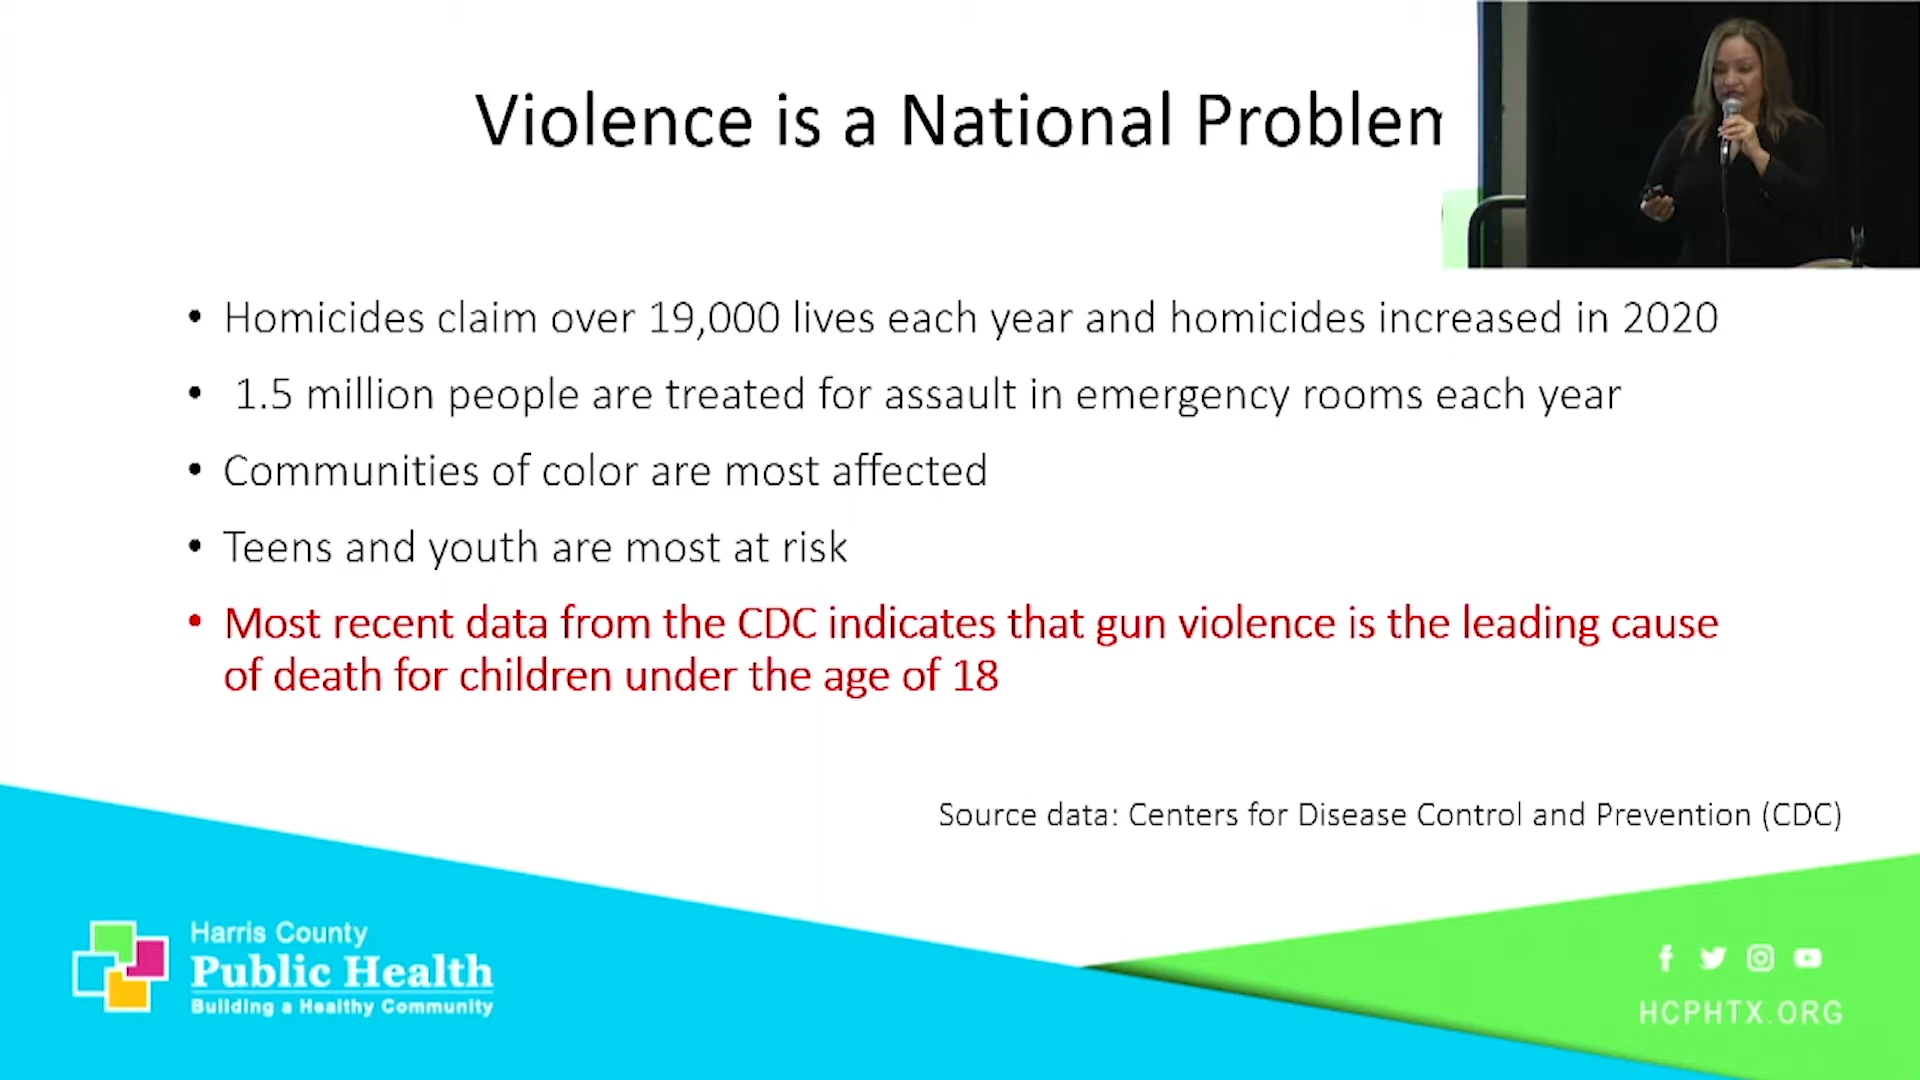 Violence is a National Problem
• Homicides claim over 19,000 lives each year and homicides increased in 2020
• 1.5 million people are treated for assault in emergency rooms each year
• Communities of color are most affected
• Teens and youth are most at risk
• Most recent data from the CDC indicates that gun violence is the leading cause
of death for children under the age of 18
Source data: Centers for Disease Control and Prevention (CDC)
Harris County
Public Health
Building a Healthy Community
HCPHTX.ORG